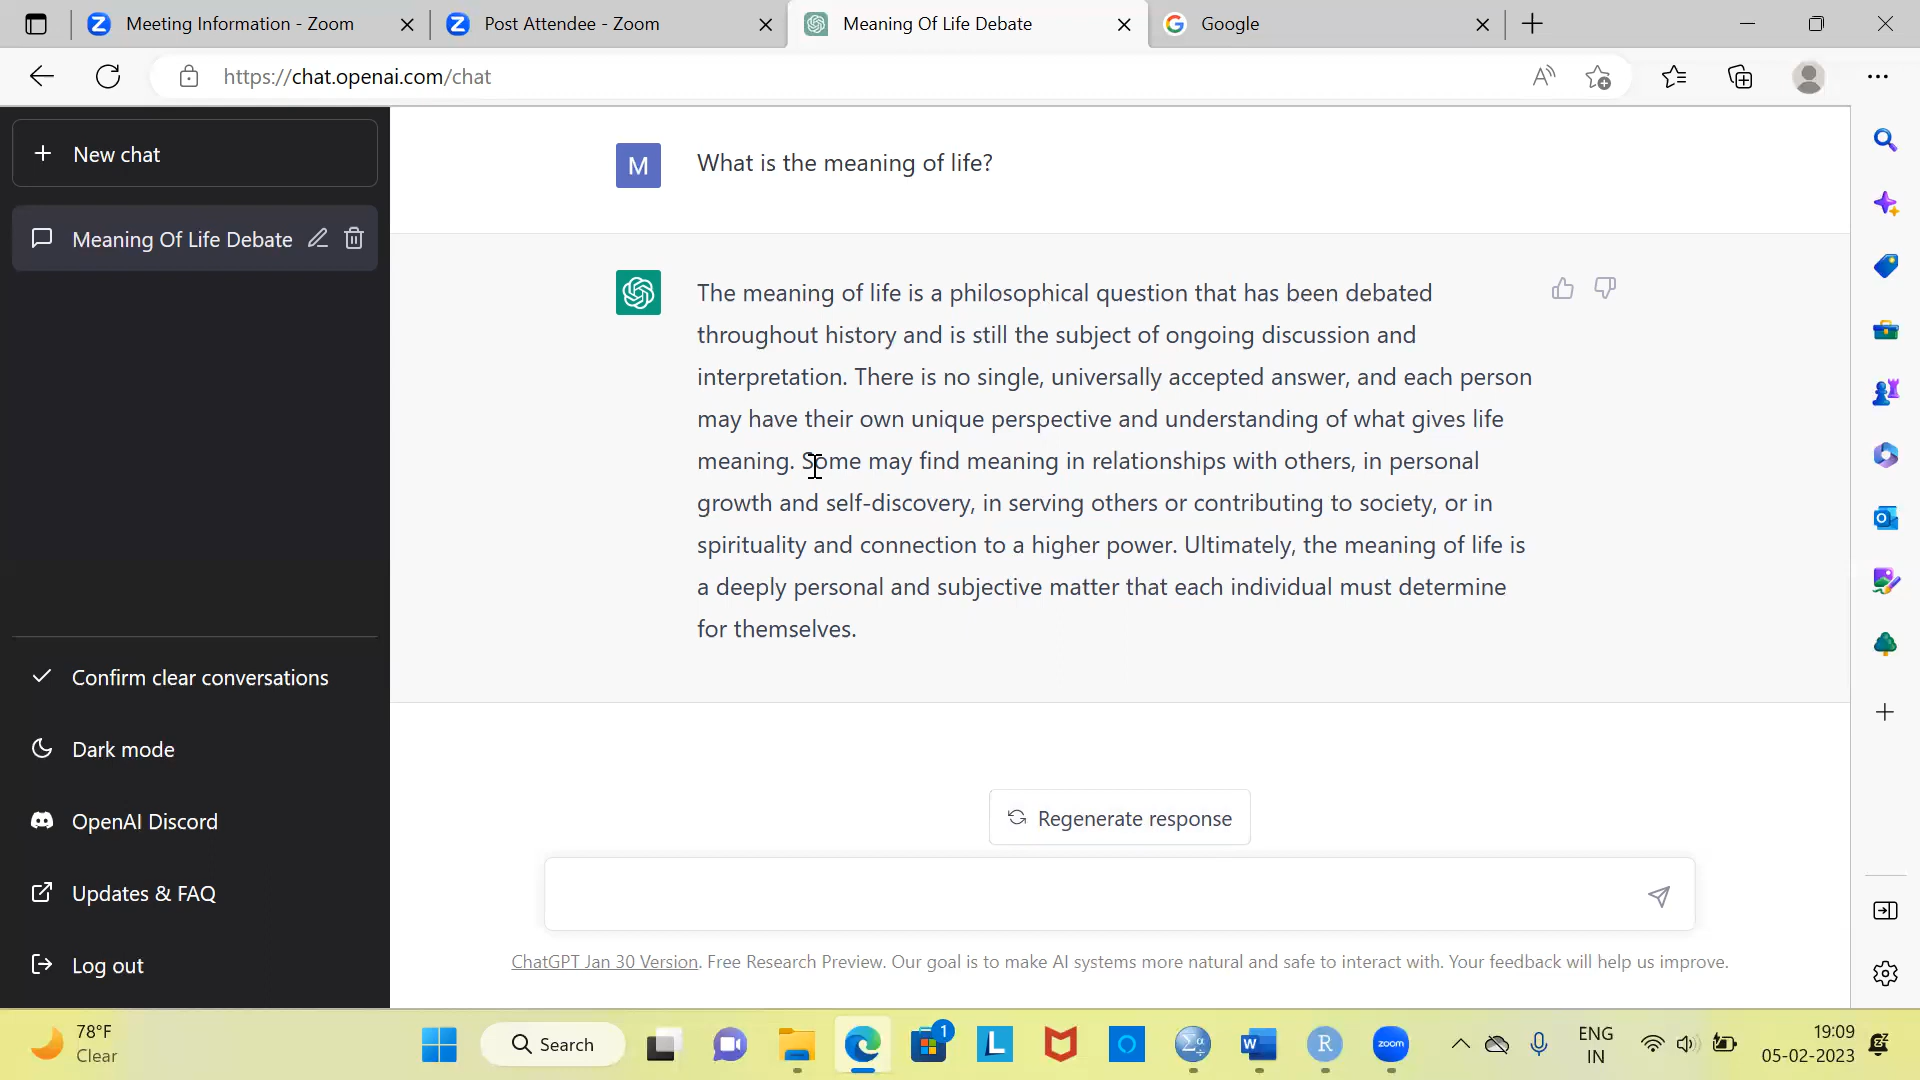 Meeting Information - Zoom
Post Attendee - Zoom
Meaning Of Life Debate
Google
https://chat.openai.com/chat
New chat
Meaning Of Life Debate
M
What is the meaning of life?
The meaning of life is a philosophical question that has been debated
throughout history and is still the subject of ongoing discussion and
interpretation. There is no single, universally accepted answer, and each person
may have their own unique perspective and understanding of what gives life
meaning. Some may find meaning in relationships with others, in personal
growth and self-discovery, in serving others or contributing to society, or in
spirituality and connection to a higher power. Ultimately, the meaning of life is
a deeply personal and subjective matter that each individual must determine
for themselves.
Confirm clear conversations
Dark mode
OpenAI Discord
Updates & FAQ
Log out
Regenerate response
ChatGPT Jan 30 Version. Free Research Preview. Our goal is to make AI systems more natural and safe to interact with. Your feedback will help us improve.
78°F
Clear
Search
1
L
W
R
zoom
ENG
IN
19:09
05-02-2023